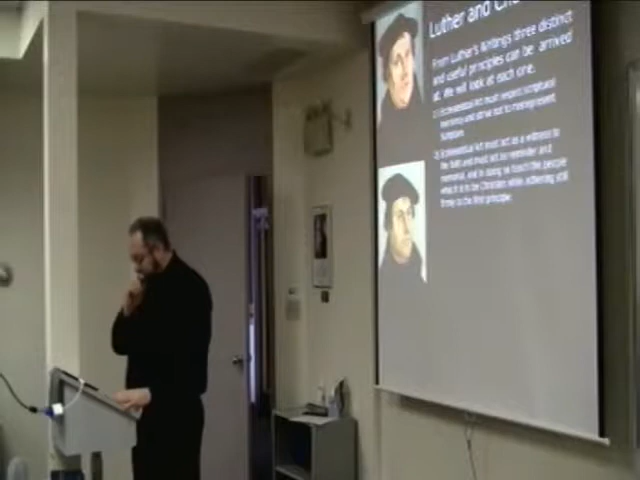 Luther and
From Luther's Writings three distinct
and useful principles can be arrived
at. We will look at each one.
1) Ecclesiastical Art must respect scriptural
and strive not to misrepresent
Scripture.
2) Ecclesiastical Art must act as a witness to
the faith and must act as reminder and
memorial, and in doing so teach the people
what it is to be Christian while adhering still
firmly to the first principle.